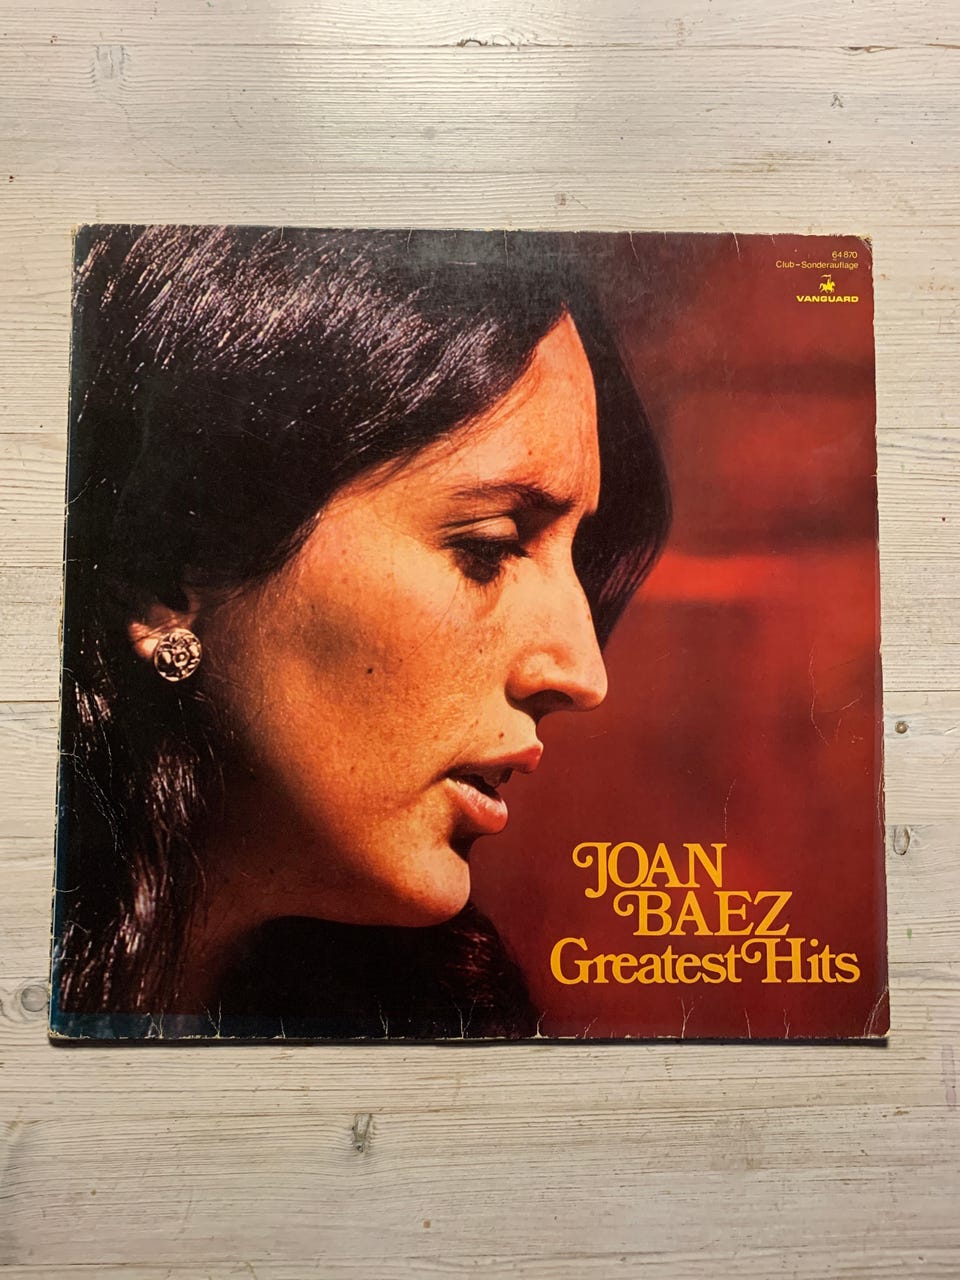 64 870
Club-Sonderauflage
VANGUARD
JOAN
BAEZ
Greatest Hits